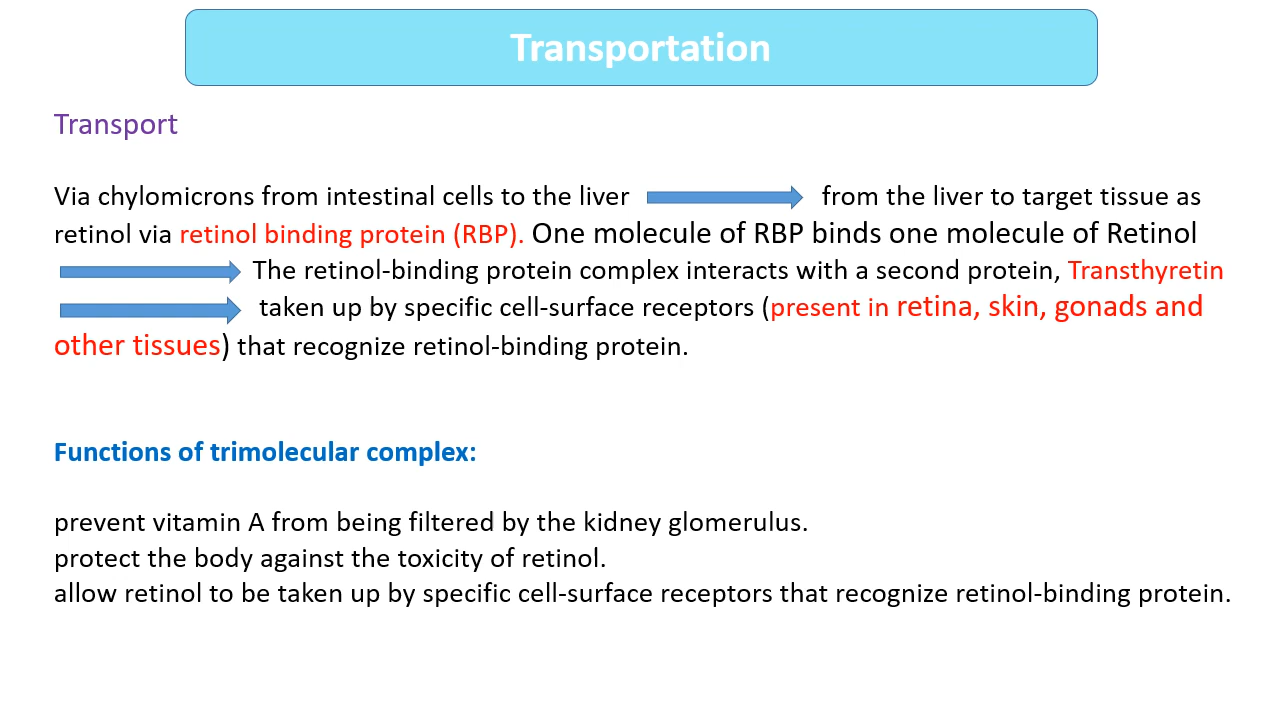 Transportation
Transport
Via chylomicrons from intestinal cells to the liver from the liver to target tissue as
retinol via retinol binding protein (RBP). One molecule of RBP binds one molecule of Retinol
The retinol-binding protein complex interacts with a second protein, Transthyretin
taken up by specific cell-surface receptors (present in retina, skin, gonads and
other tissues) that recognize retinol-binding protein.
Functions of trimolecular complex:
prevent vitamin A from being filtered by the kidney glomerulus.
protect the body against the toxicity of retinol.
allow retinol to be taken up by specific cell-surface receptors that recognize retinol-binding protein.